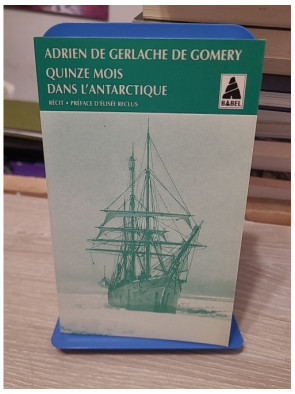 ADRIEN DE GERLACHE DE GOMERY
QUINZE MOIS
DANS L'ANTARCTIQUE
RÉCIT • PRÉFACE D'ÉLISÉE RECLUS
BABEL